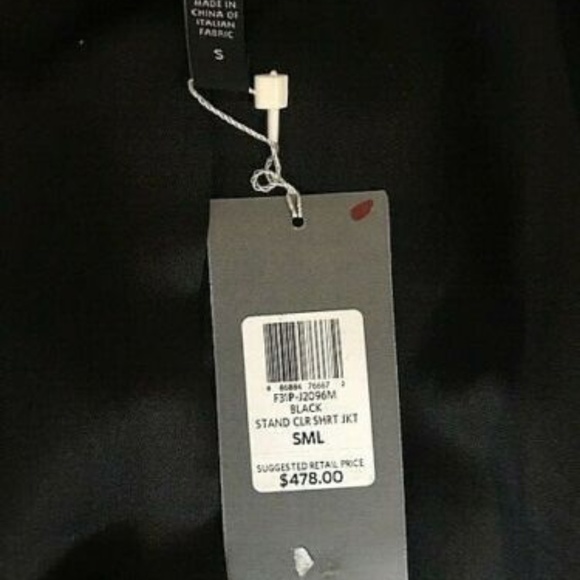 MADE IN
CHINA OF
ITALIAN
FABRIC
S
F31P-J2096M
BLACK
STAND CLR SHRT JKT
SML
SUGGESTED RETAIL PRICE
$478.00